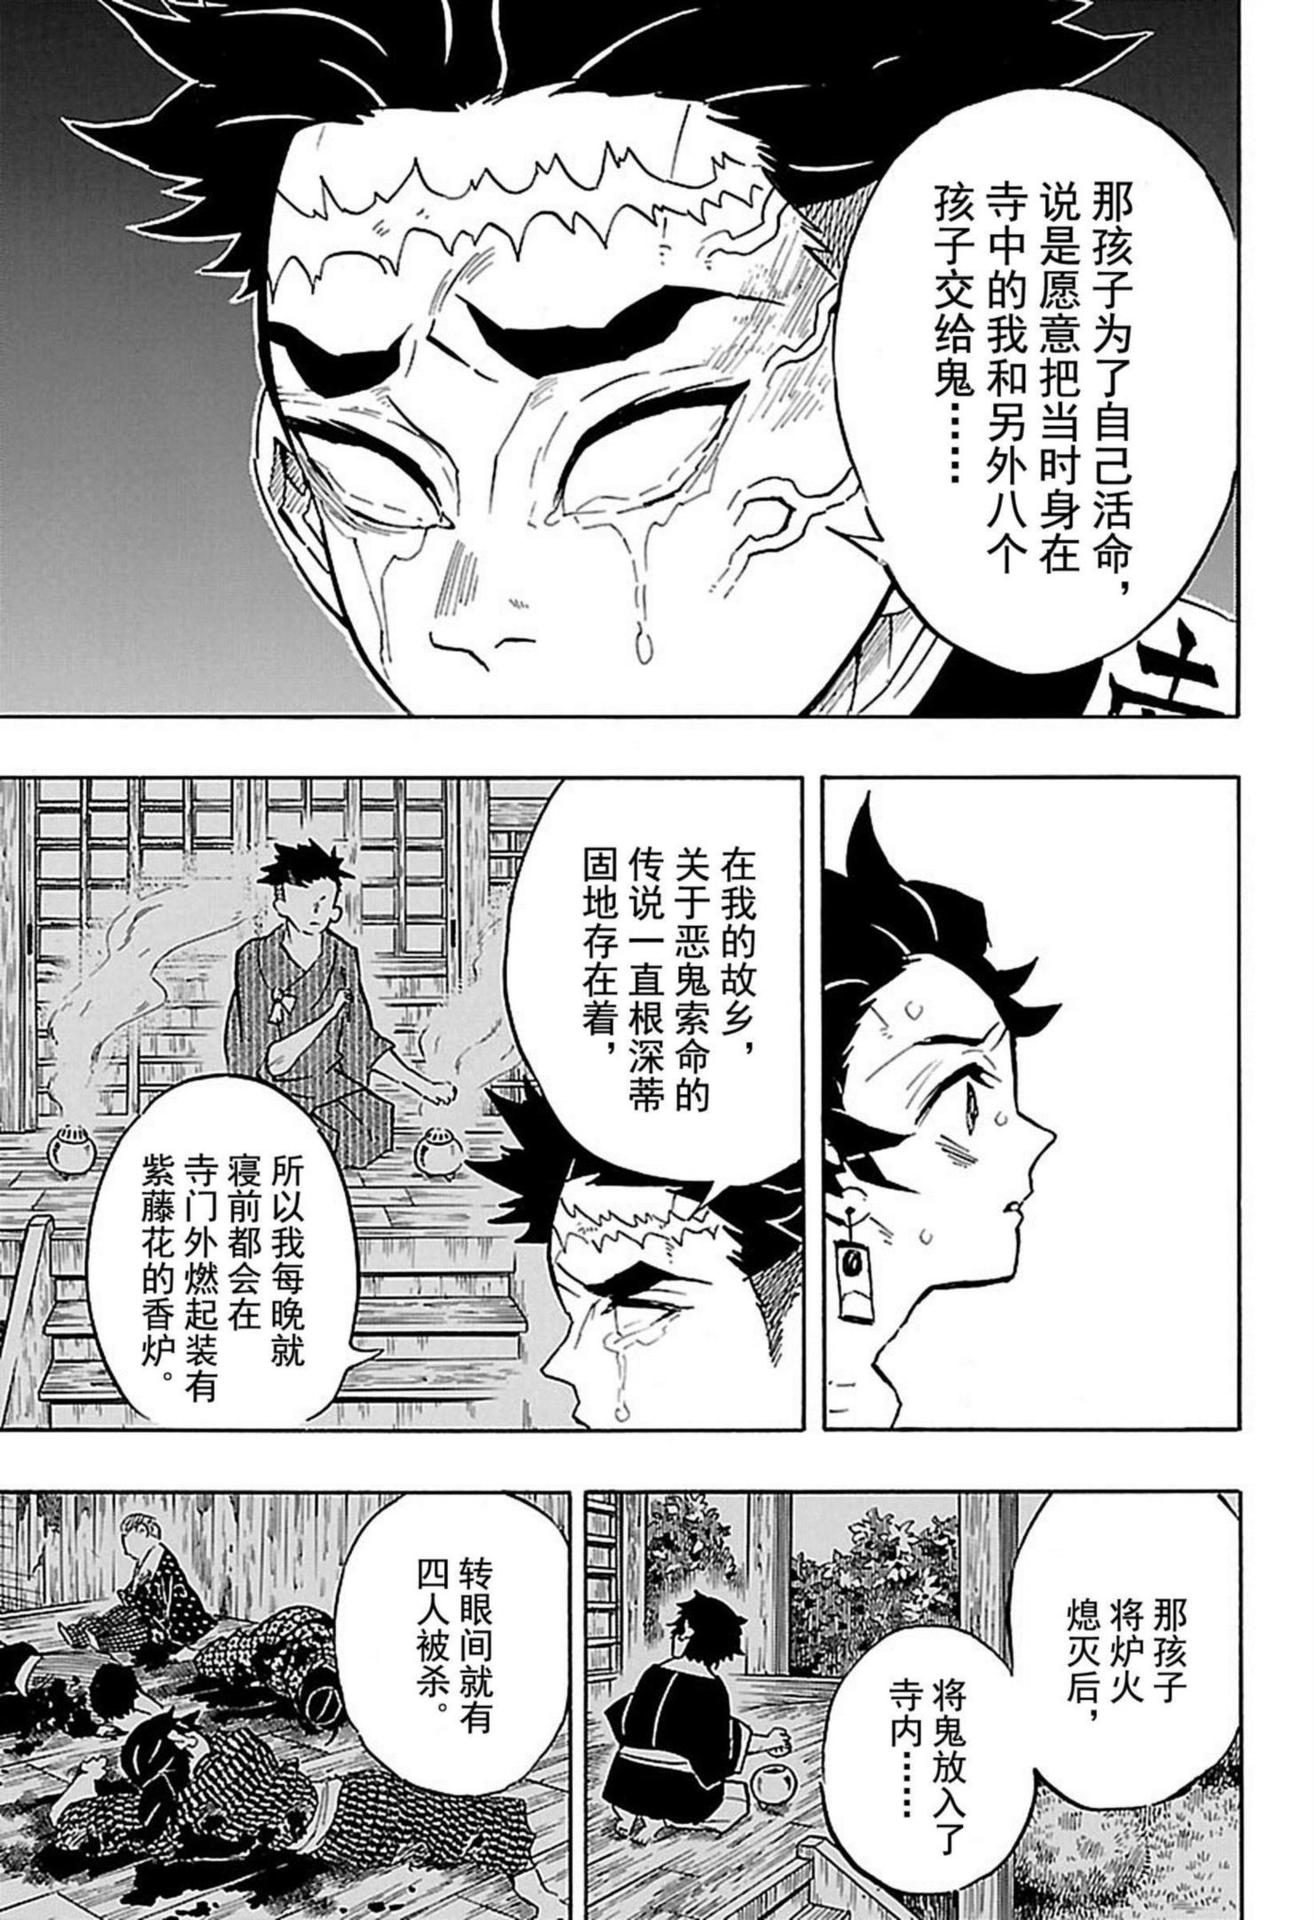 那孩子为了自己活命，
说是愿意把当时身在
寺中的我和另外八个
孩子交给鬼……
在我的故乡，
关于恶鬼索命的
传说一直根深蒂
固地存在着，
所以我每晚就
寝前都会在
寺门外燃起装有
紫藤花的香炉。
那孩子
将炉火
熄灭后，
将鬼放入了
寺内……
转眼间就有
四人被杀。